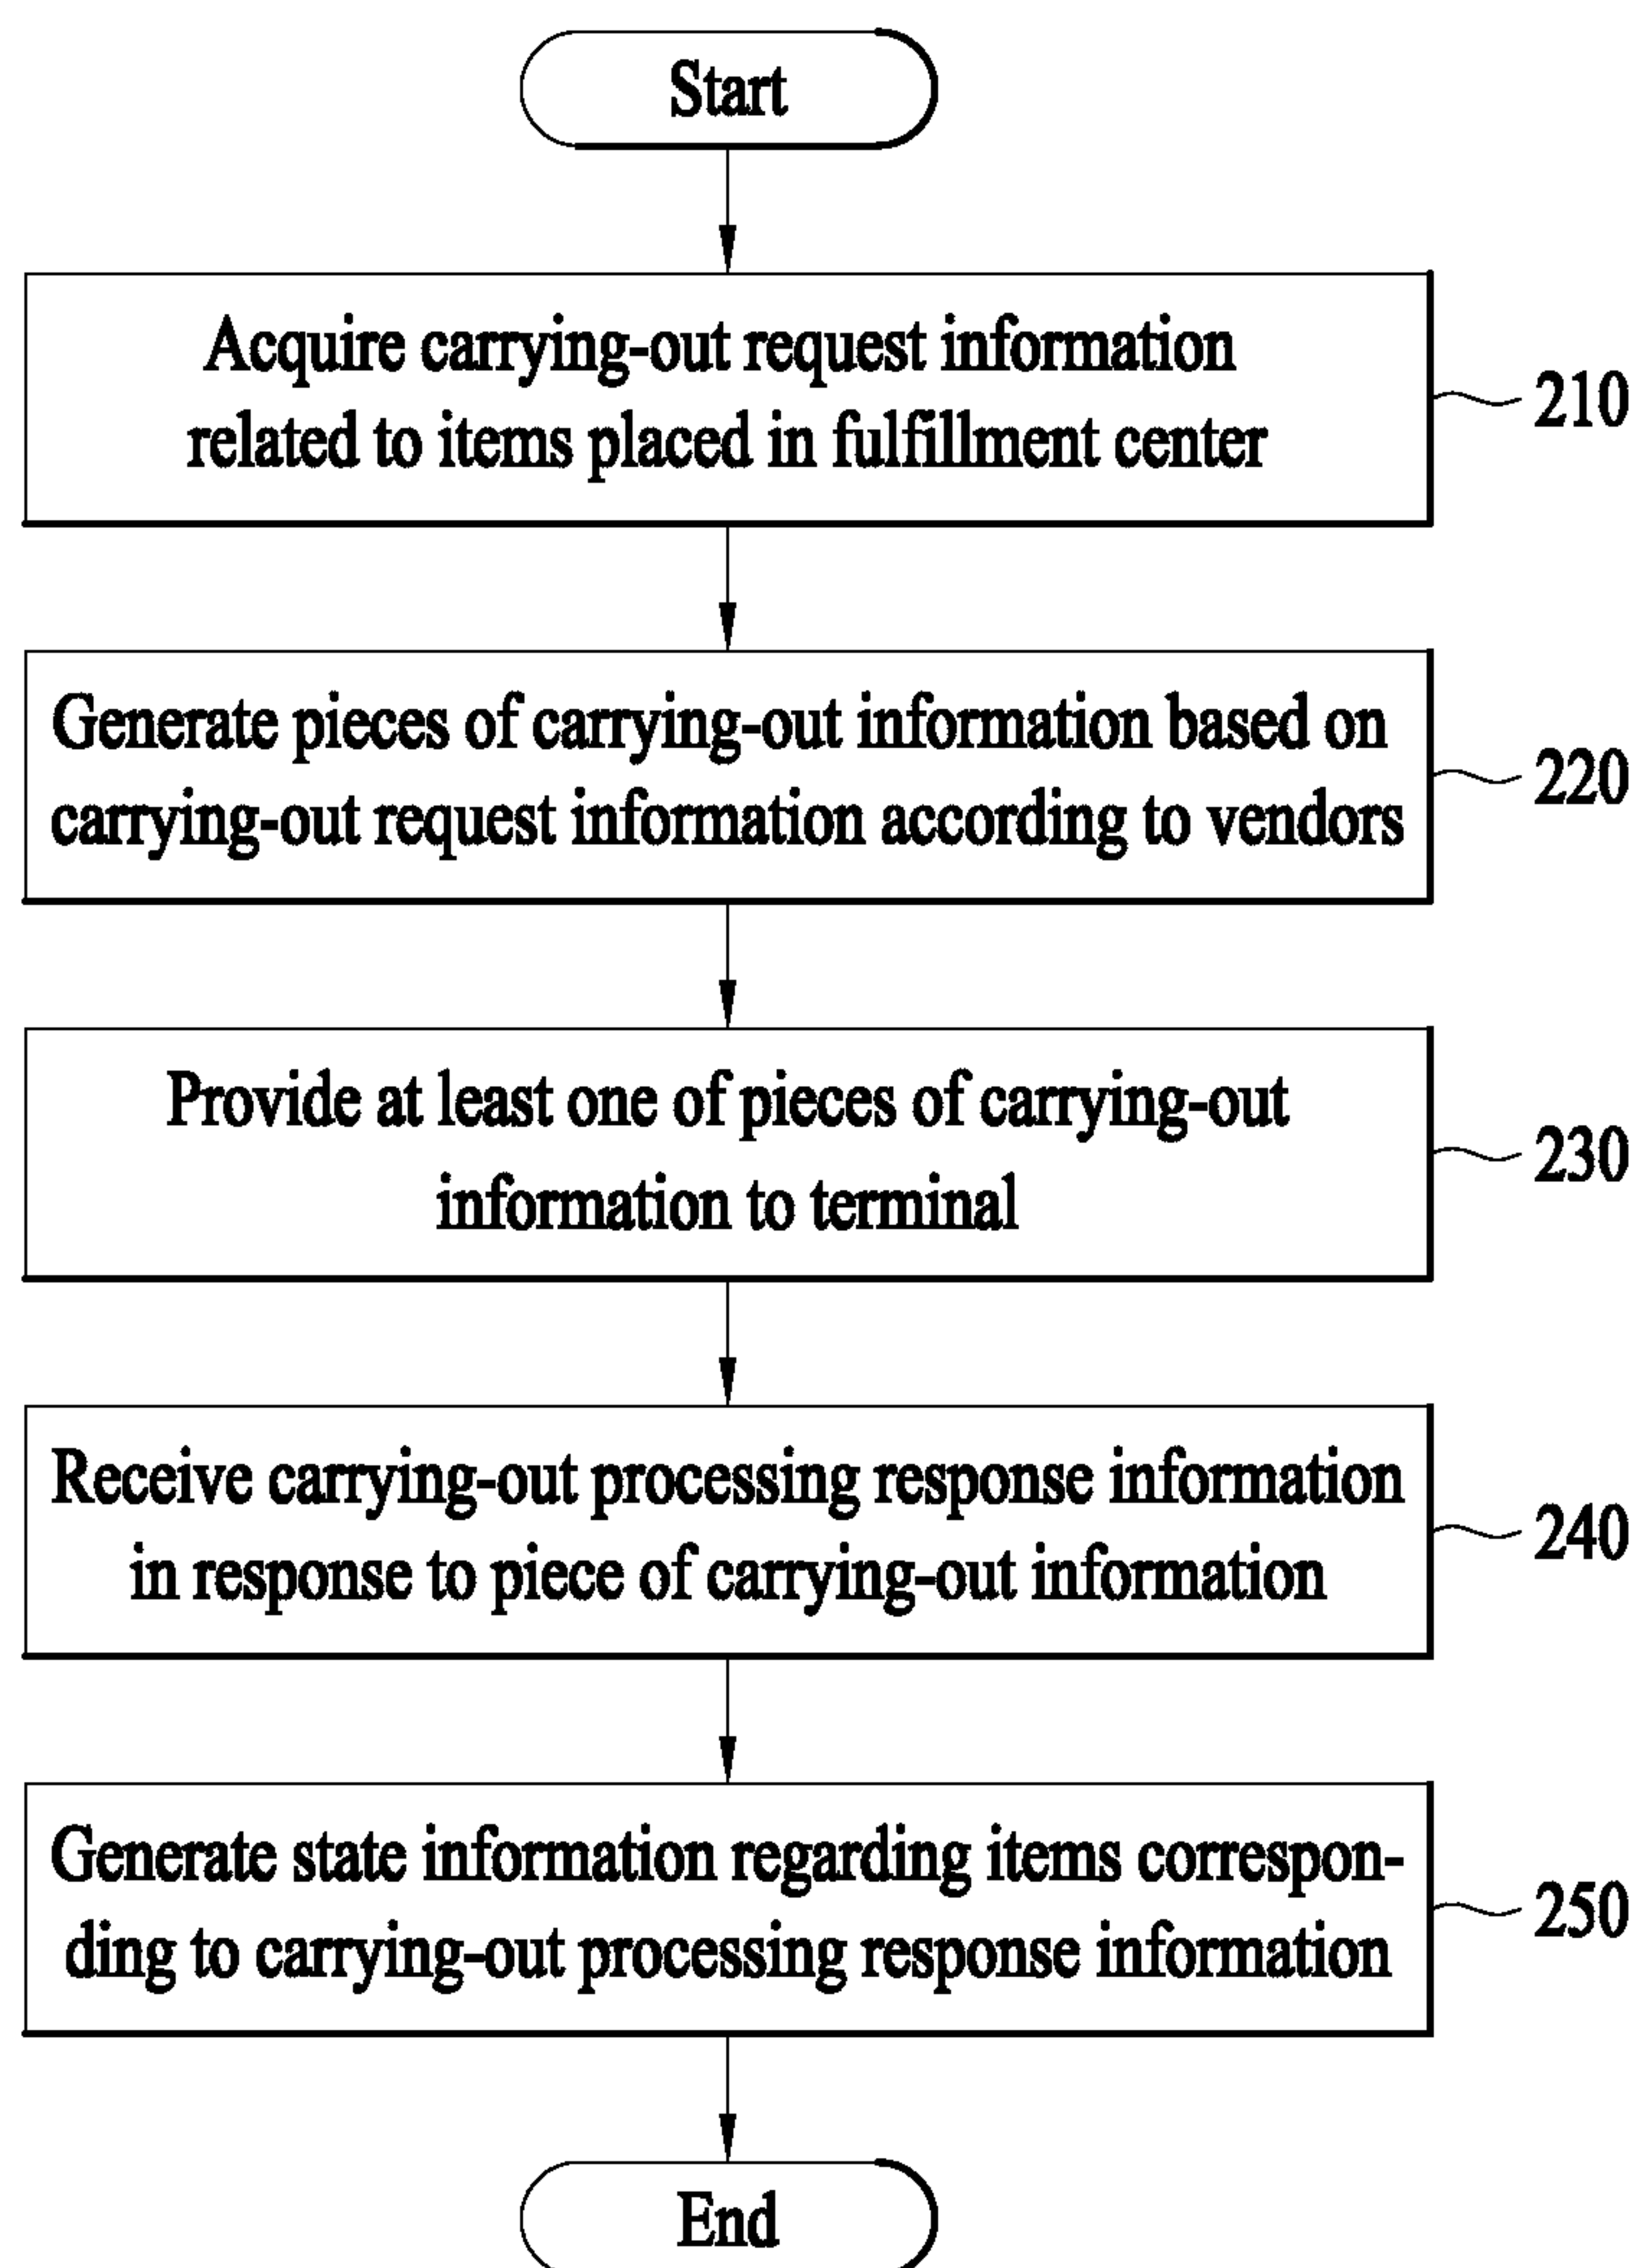 Start
Acquire carrying-out request information
related to items placed in fulfillment center
210
Generate pieces of carrying-out information based on
carrying-out request information according to vendors
220
Provide at least one of pieces of carrying-out
information to terminal
230
Receive carrying-out processing response information
in response to piece of carrying-out information
240
Generate state information regarding items correspon-
ding to carrying-out processing response information
250
End